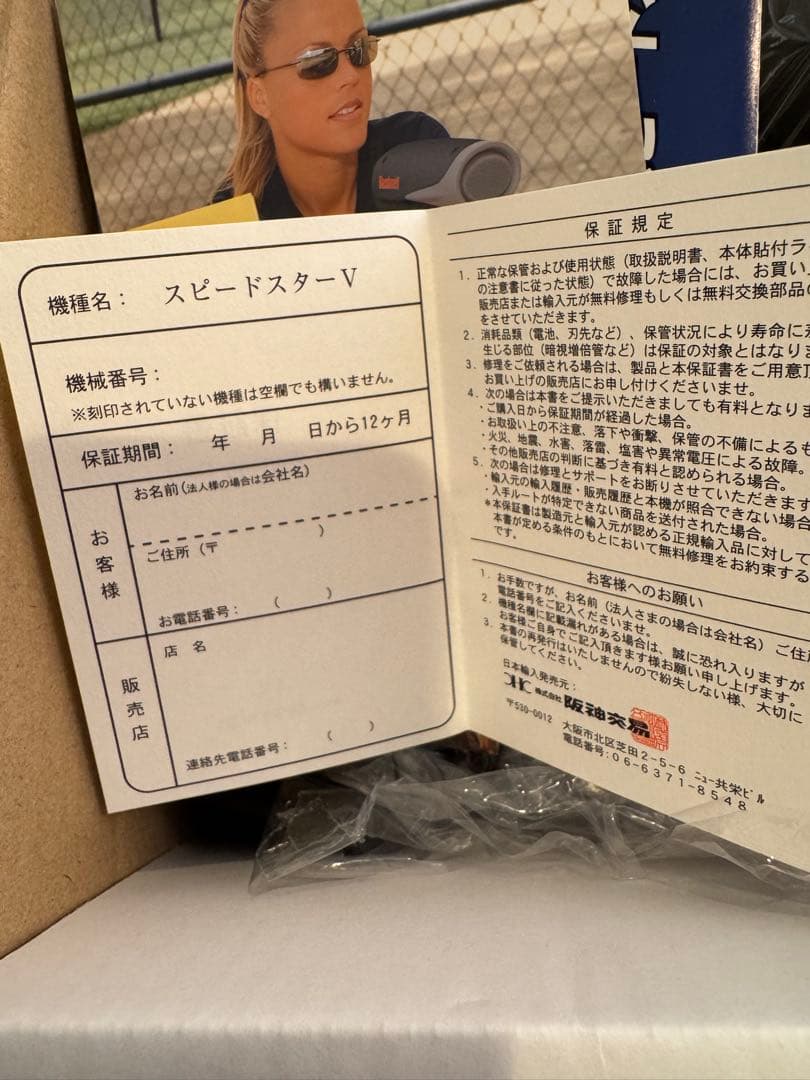 Bushnell
機種名： スピードスターV
機械番号：
※刻印されていない機種は空欄でも構いません。
保証期間： 年 月 日から12ヶ月
お客様
お名前(法人様の場合は会社名)
ご住所（〒 ）
お電話番号： ( )
販売店
店 名
連絡先電話番号： ( )
保証規定
1. 正常な保管および使用状態（取扱説明書、本体貼付ラ
の注意書に従った状態）で故障した場合には、お買い上
販売店または輸入元が無料修理もしくは無料交換部品の
をさせていただきます。
2. 消耗品類（電池、刃先など）、保管状況により寿命に
生じる部位（暗視増倍管など）は保証の対象とはなりま
3. 修理をご依頼される場合は、製品と本保証書をご用意頂
お買い上げの販売店にお申し付けくださいませ。
4. 次の場合は本書をご提示いただきましても有料となりま
・ご購入日から保証期間が経過した場合。
・お取扱い上の不注意、落下や衝撃、保管の不備によるも
・火災、地震、水害、落雷、塩害や異常電圧による故障。
・その他販売店の判断に基づき有料と認められる場合。
5. 次の場合は修理とサポートをお断りさせていただきます
・輸入元の輸入履歴・販売履歴と本機が照合できない場合
・入手ルートが特定できない商品を送付された場合。
*本保証書は製造元と輸入元が認める正規輸入品に対して
本書が定める条件のもとにおいて無料修理をお約束する
です。
お客様へのお願い
1. お手数ですが、お名前（法人さまの場合は会社名）ご住所
電話番号をご記入くださいませ。
2. 機種名欄に記載漏れがある場合は、誠に恐れ入りますが
お客様ご自身でご記入頂きます様お願い申し上げます。
3. 本書の再発行はいたしませんので紛失しない様、大切に
保管してください。
日本輸入発売元：
株式会社 阪神交易
〒530-0012 大阪市北区芝田2-5-6 ニュー共栄ビル
電話番号：06-6371-8548